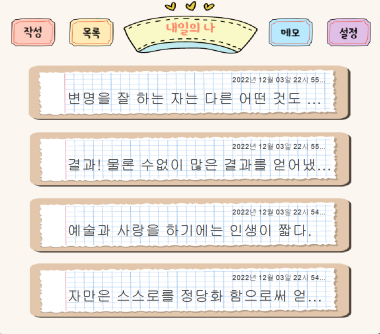 작성
목록
내일의 나
메모
설정
2022년 12월 03일 22시 55...
변명을 잘 하는 자는 다른 어떤 것도 ...
2022년 12월 03일 22시 55...
결과! 물론 수없이 많은 결과를 얻어냈...
2022년 12월 03일 22시 54...
예술과 사랑을 하기에는 인생이 짧다.
2022년 12월 03일 22시 54...
자만은 스스로를 정당화 함으로써 얻...